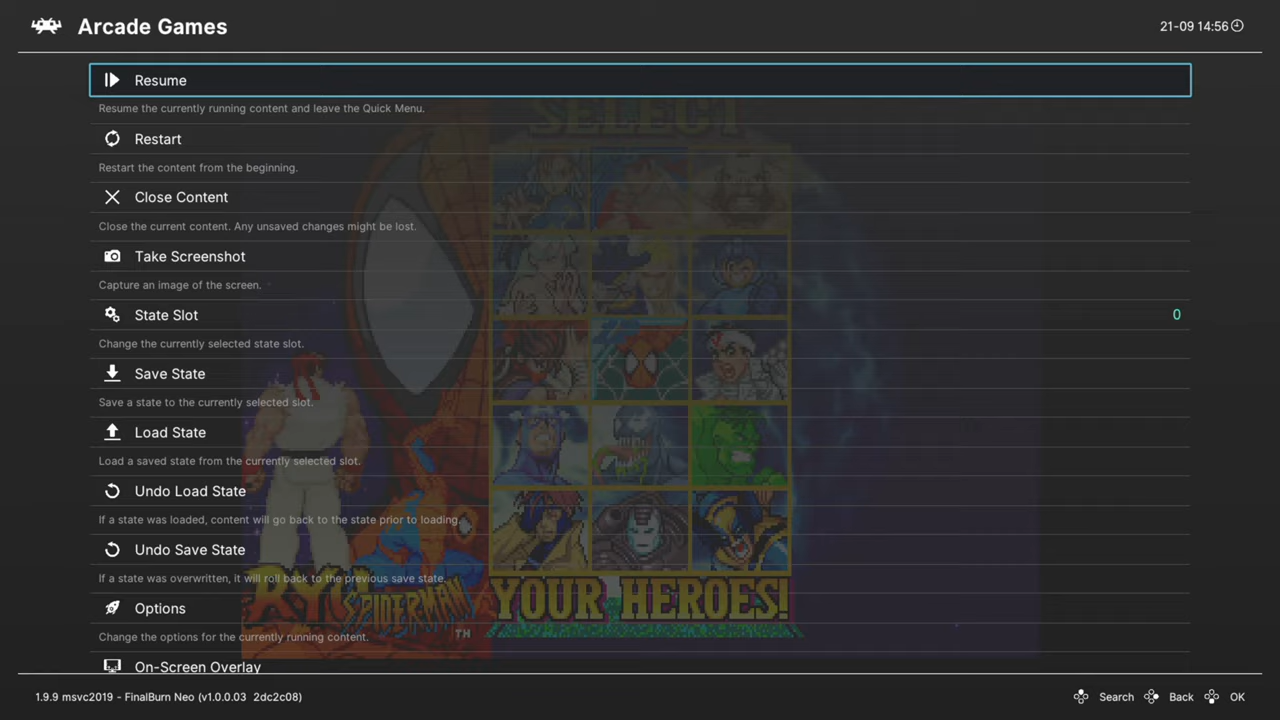 Arcade Games
21-09 14:56
Resume
Resume the currently running content and leave the Quick Menu.
SELECT
Restart
Restart the content from the beginning.
Close Content
Close the current content. Any unsaved changes might be lost.
Take Screenshot
Capture an image of the screen.
State Slot 0
Change the currently selected state slot.
Save State
Save a state to the currently selected slot.
Load State
Load a saved state from the currently selected slot.
Undo Load State
If a state was loaded, content will go back to the state prior to loading.
Undo Save State
If a state was overwritten, it will roll back to the previous save state.
RYU SPIDERMAN TM YOUR HEROES!
Options
Change the options for the currently running content.
On-Screen Overlay
1.9.9 msvc2019 - FinalBurn Neo (v1.0.0.03 2dc2c08)
Search Back OK